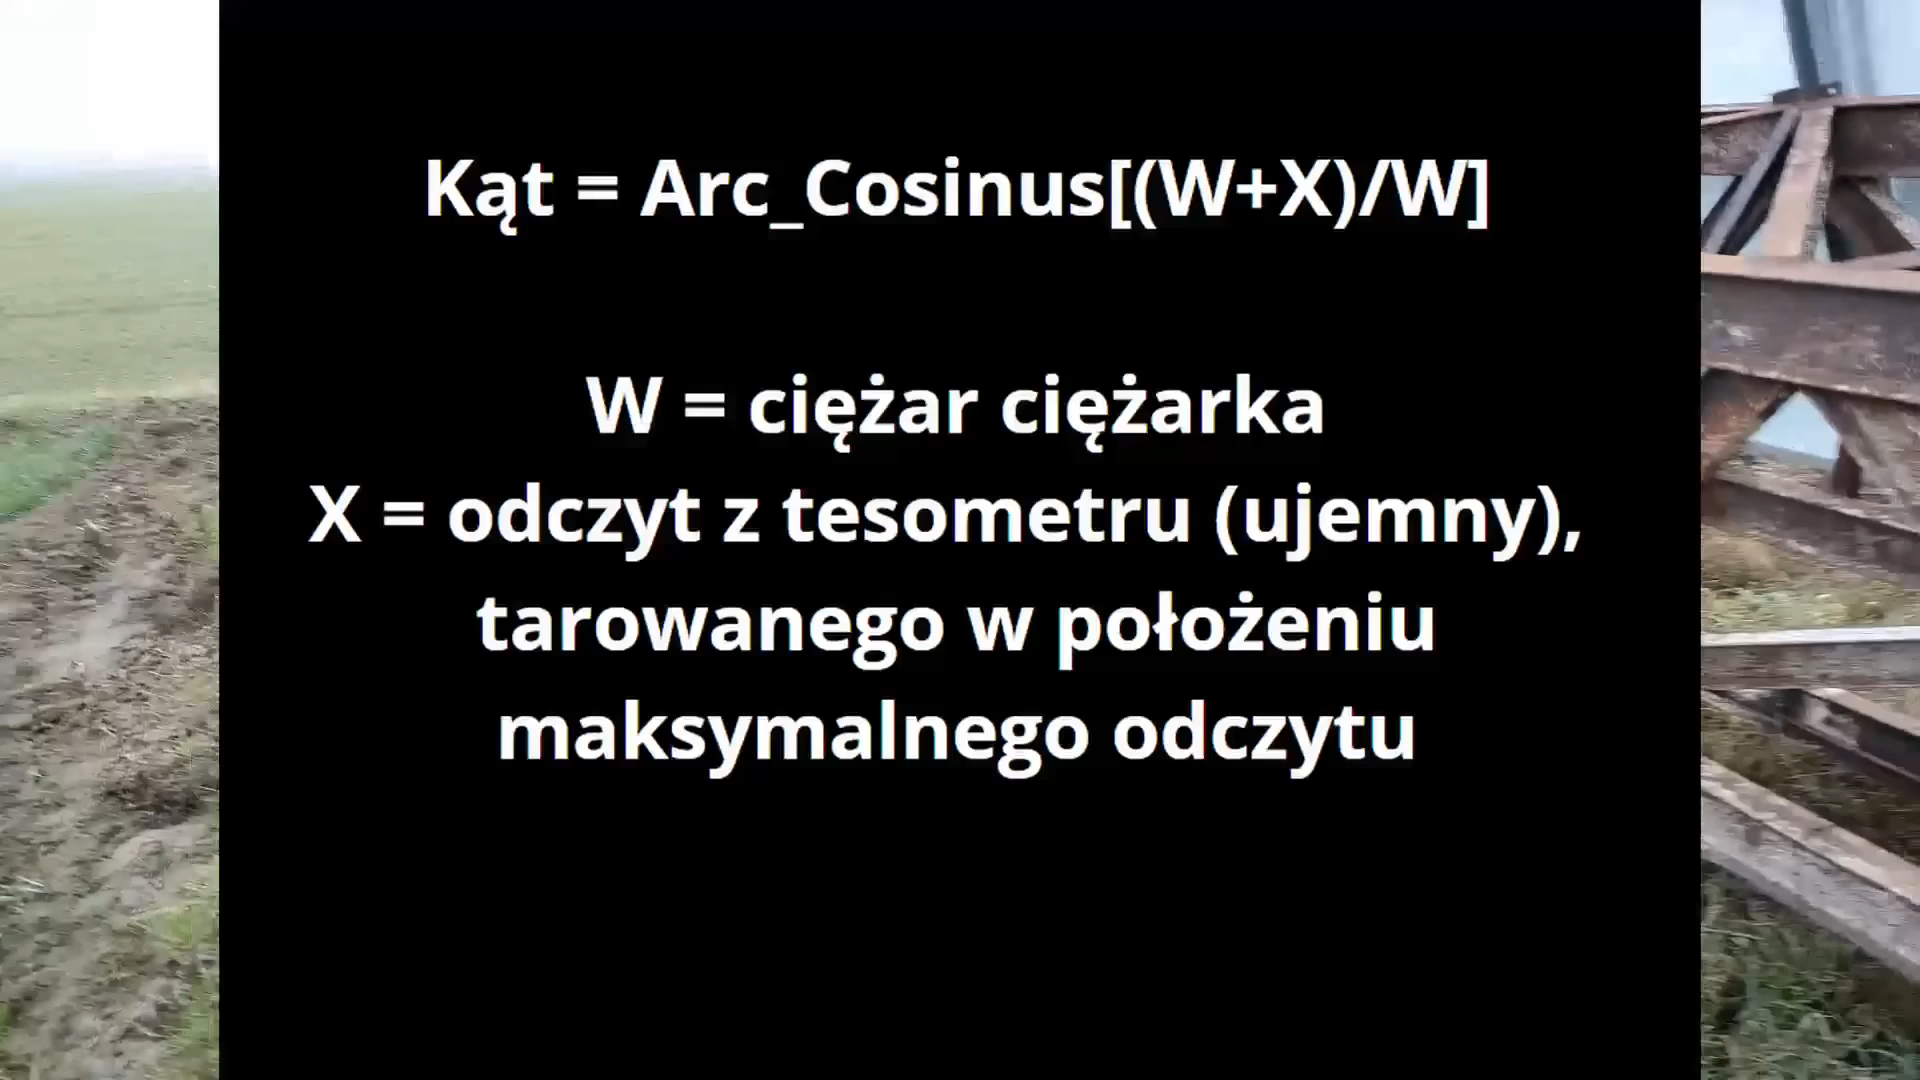 Kąt = Arc_Cosinus[(W+X)/W]
W = ciężar ciężarka
X = odczyt z tesometru (ujemny),
tarowanego w położeniu
maksymalnego odczytu